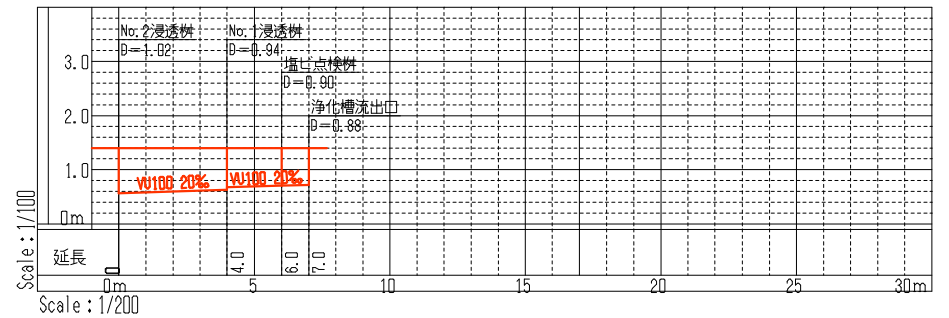 No.2浸透桝
D=1.02
No.1浸透桝
D=0.94
塩ビ点検桝
D=0.90
浄化槽流出口
D=0.88
3.0
2.0
1.0
0m
VU100 20‰
VU100 20‰
延長
0
4.0
6.0
7.0
0m
5
10
15
20
25
30m
Scale:1/100
Scale:1/200